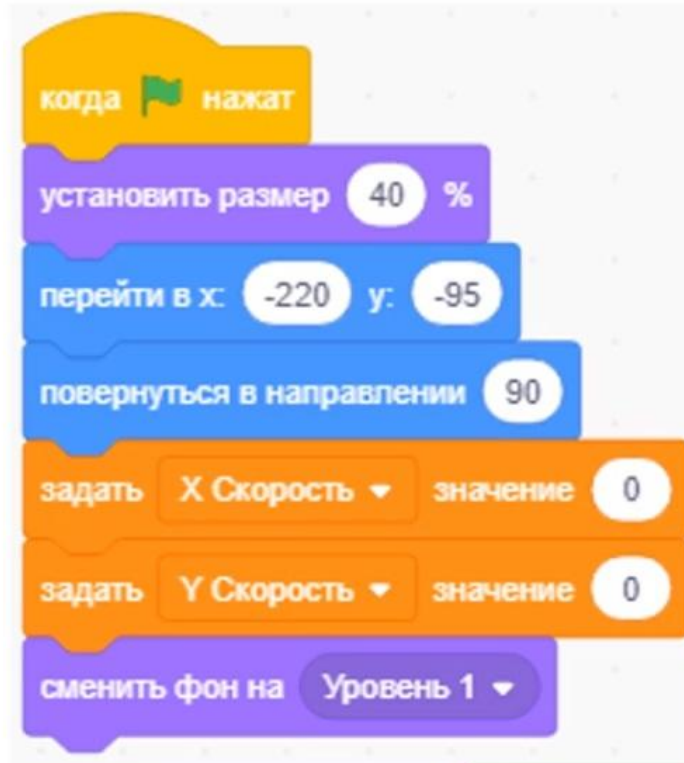 когда нажат
установить размер 40 %
перейти в x: -220 y: -95
повернуться в направлении 90
задать X Скорость значение 0
задать Y Скорость значение 0
сменить фон на Уровень 1